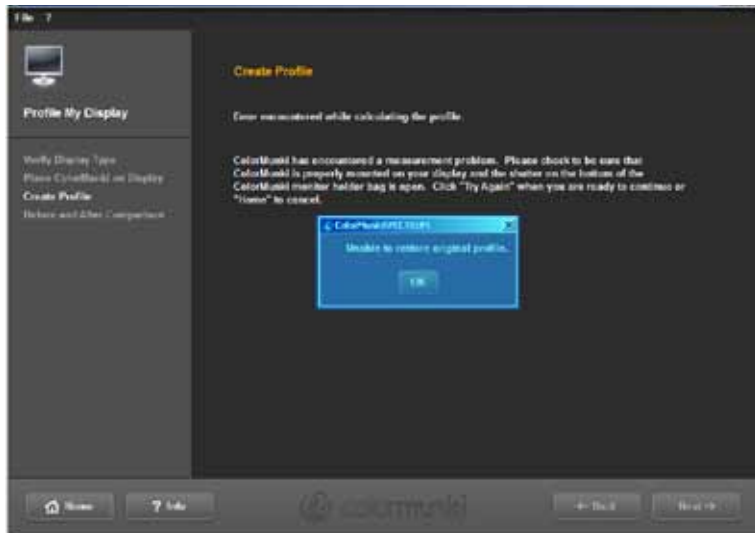 File ?
Profile My Display
Verify Display Type
Place ColorMunki on Display
Create Profile
Before and After Comparison
Create Profile
Error encountered while calculating the profile.
ColorMunki has encountered a measurement problem. Please check to be sure that
ColorMunki is properly mounted on your display and the shutter on the bottom of the
ColorMunki monitor holder bag is open. Click "Try Again" when you are ready to continue or
"Home" to cancel.
Unable to restore original profile.
OK
Home
? Info
colormunki
← Back
Next →